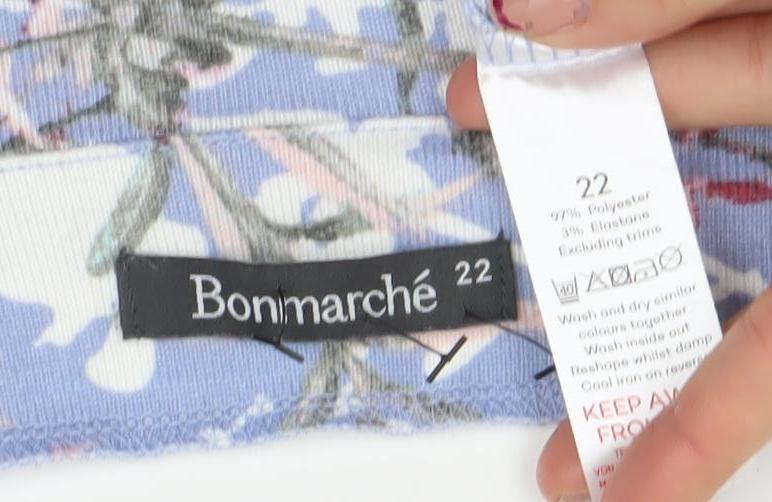 Bonmarché 22
22
97% Polyester
3% Elastane
Excluding trims
40
Wash and dry similar
colours together
Wash inside out
Reshape whilst damp
Cool iron on reverse
KEEP AW
FRO